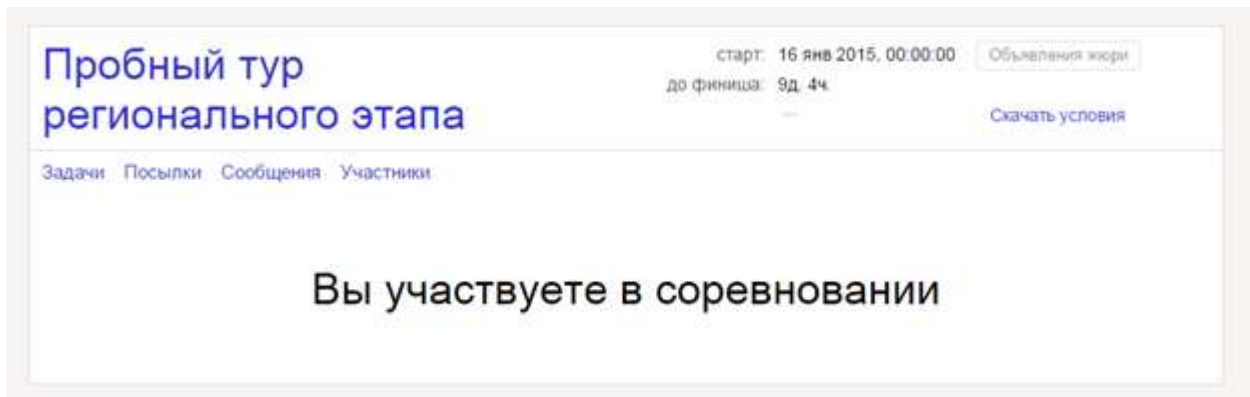 Пробный тур
регионального этапа
старт: 16 янв 2015, 00:00:00
до финиша: 9д. 4ч.
—
Объявления жюри
Скачать условия
Задачи Посылки Сообщения Участники
Вы участвуете в соревновании